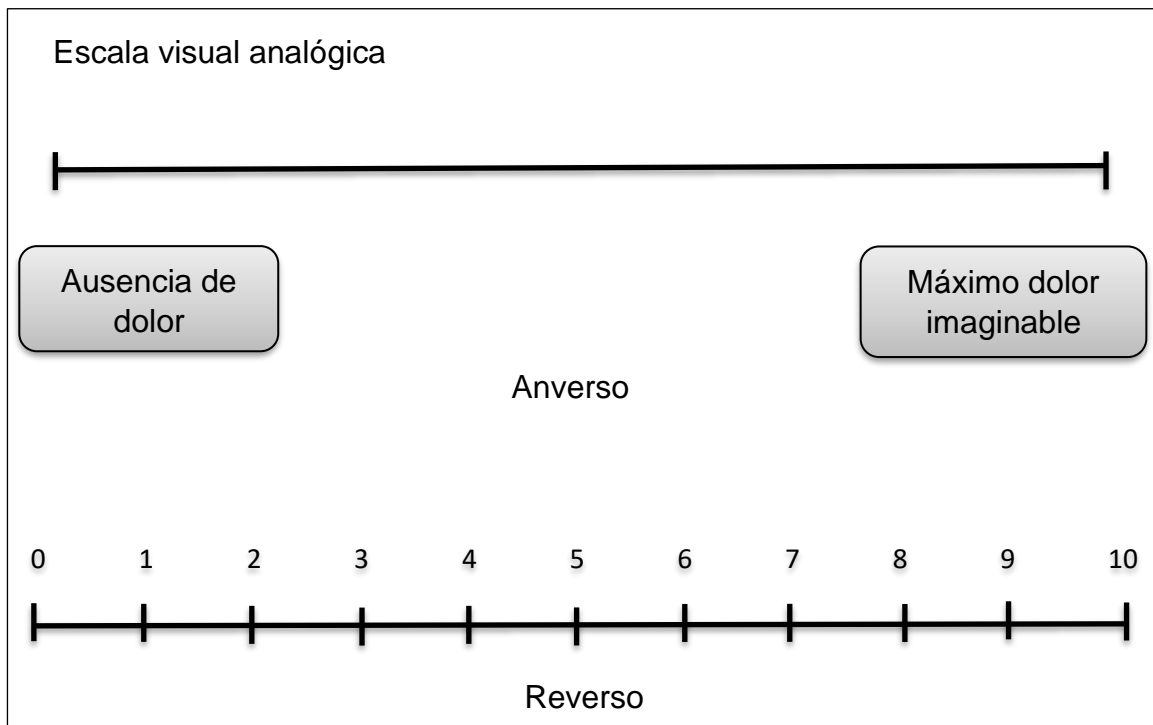 Escala visual analógica
Ausencia de
dolor
Máximo dolor
imaginable
Anverso
0 1 2 3 4 5 6 7 8 9 10
Reverso